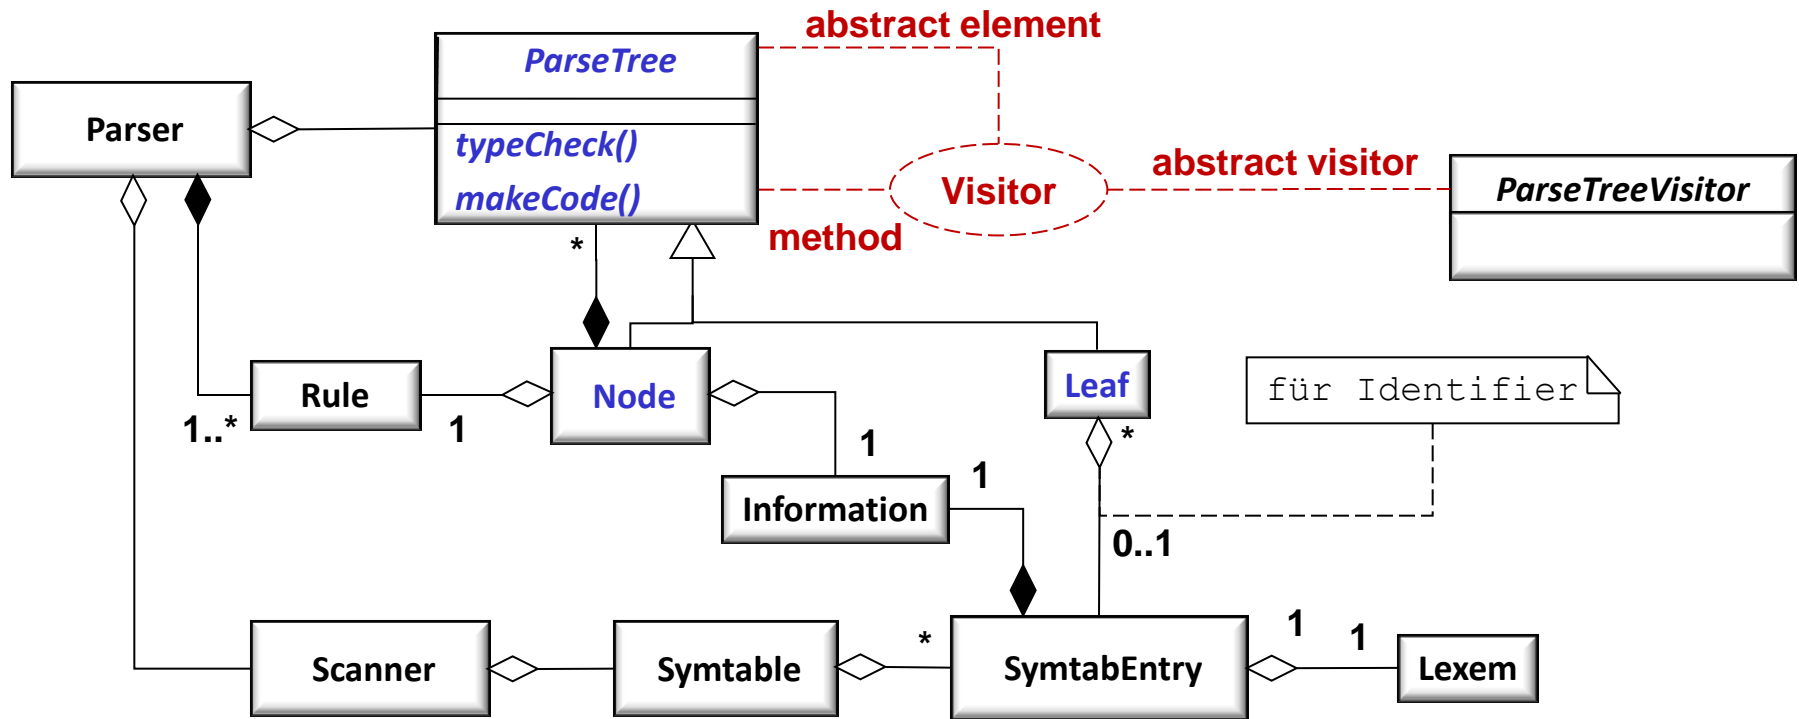 abstract element
ParseTree
Parser
typeCheck()
makeCode()
Visitor
abstract visitor
ParseTreeVisitor
method
*
Rule
1..*
1
Node
Leaf
*
für Identifier
1
1
Information
0..1
Scanner
Symtable
*
SymtabEntry
1
1
Lexem